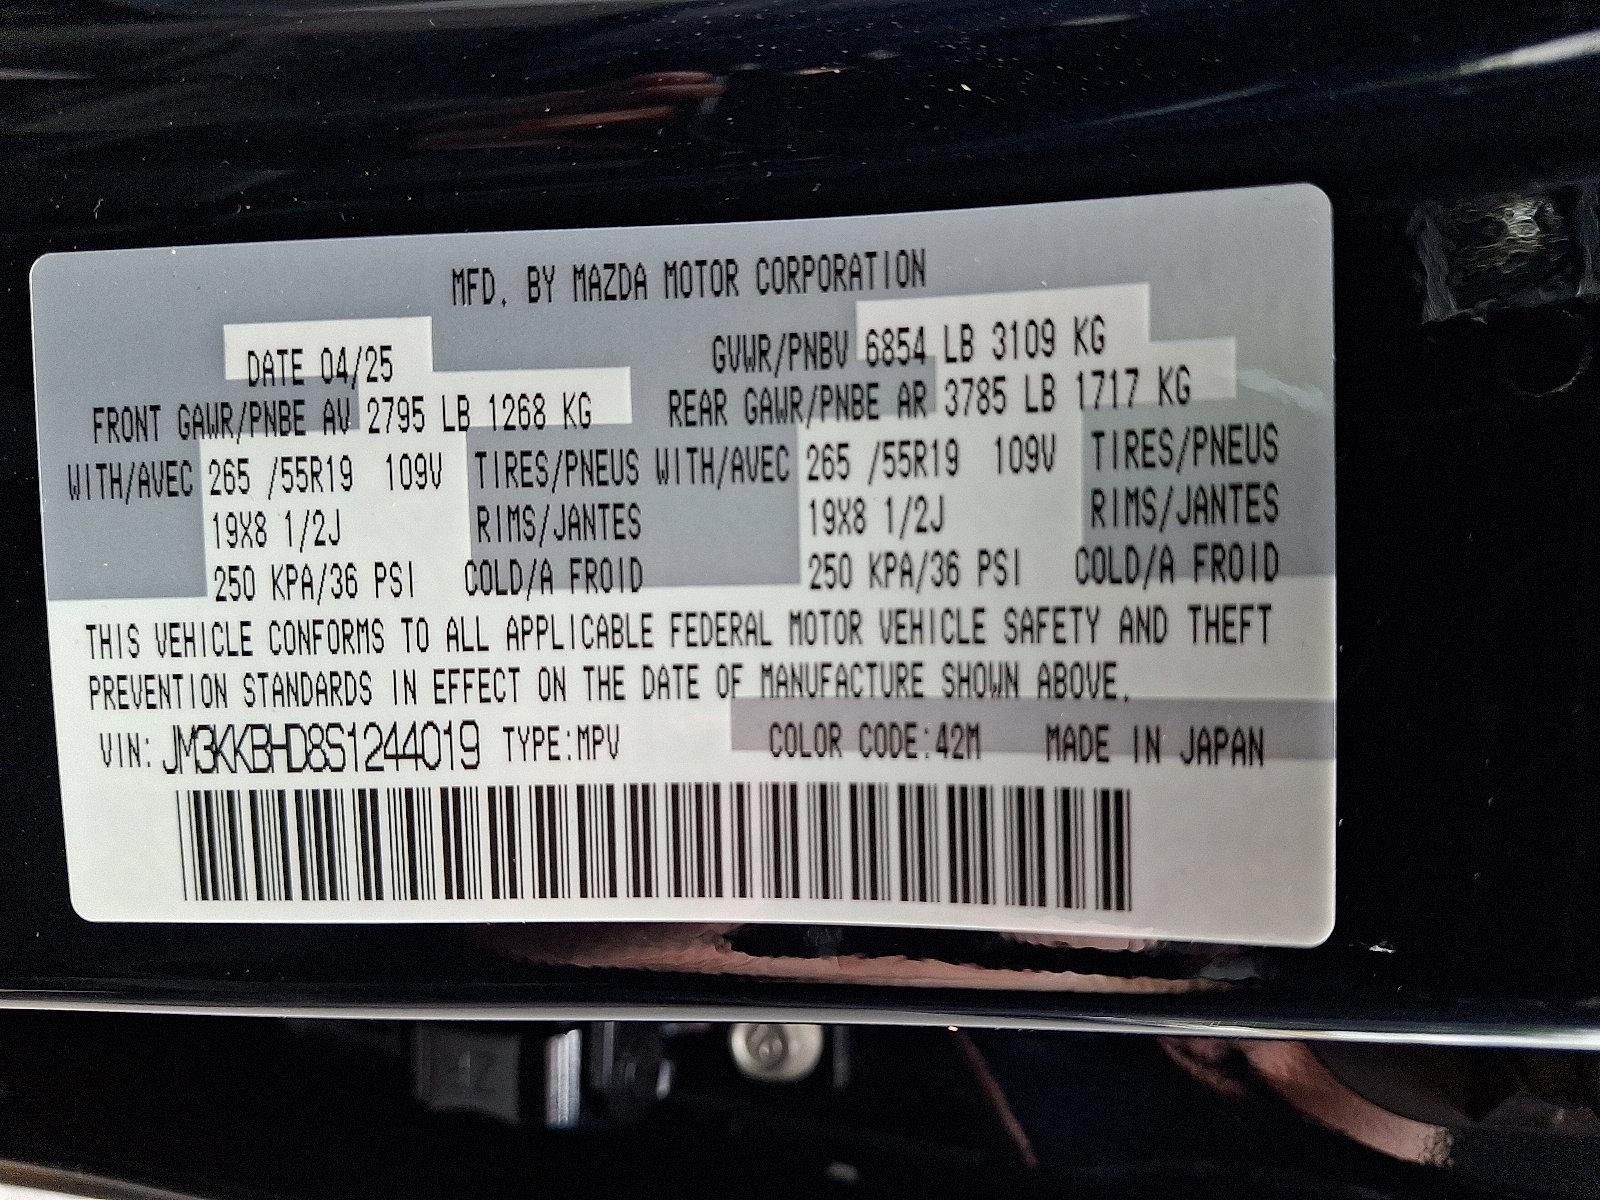 MFD. BY MAZDA MOTOR CORPORATION
DATE 04/25 GVWR/PNBV 6854 LB 3109 KG
FRONT GAWR/PNBE AV 2795 LB 1268 KG REAR GAWR/PNBE AR 3785 LB 1717 KG
WITH/AVEC 265 /55R19 109V TIRES/PNEUS WITH/AVEC 265 /55R19 109V TIRES/PNEUS
19X8 1/2J RIMS/JANTES 19X8 1/2J RIMS/JANTES
250 KPA/36 PSI COLD/A FROID 250 KPA/36 PSI COLD/A FROID
THIS VEHICLE CONFORMS TO ALL APPLICABLE FEDERAL MOTOR VEHICLE SAFETY AND THEFT
PREVENTION STANDARDS IN EFFECT ON THE DATE OF MANUFACTURE SHOWN ABOVE.
VIN: JM3KKBHD8S1244019 TYPE:MPV COLOR CODE:42M MADE IN JAPAN